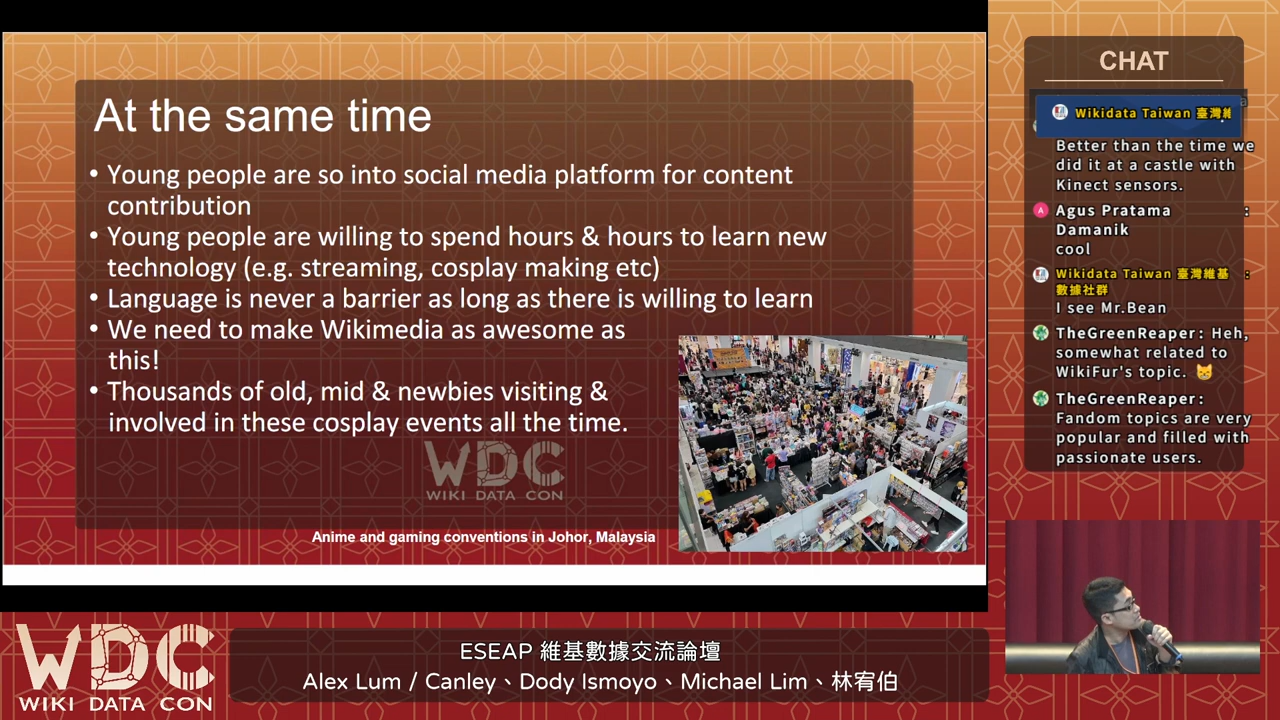 At the same time
• Young people are so into social media platform for content
contribution
• Young people are willing to spend hours & hours to learn new
technology (e.g. streaming, cosplay making etc)
• Language is never a barrier as long as there is willing to learn
• We need to make Wikimedia as awesome as
this!
• Thousands of old, mid & newbies visiting &
involved in these cosplay events all the time.
WDC
WIKI DATA CON
Anime and gaming conventions in Johor, Malaysia
CHAT
Wikidata Taiwan 臺灣維
Better than the time we
did it at a castle with
Kinect sensors.
A
Agus Pratama :
Damanik
cool
Wikidata Taiwan 臺灣維基 :
數據社群
I see Mr.Bean
TheGreenReaper: Heh,
somewhat related to
WikiFur's topic. 😸
TheGreenReaper:
Fandom topics are very
popular and filled with
passionate users.
WDC
WIKI DATA CON
ESEAP 維基數據交流論壇
Alex Lum / Canley、Dody Ismoyo、Michael Lim、林宥伯